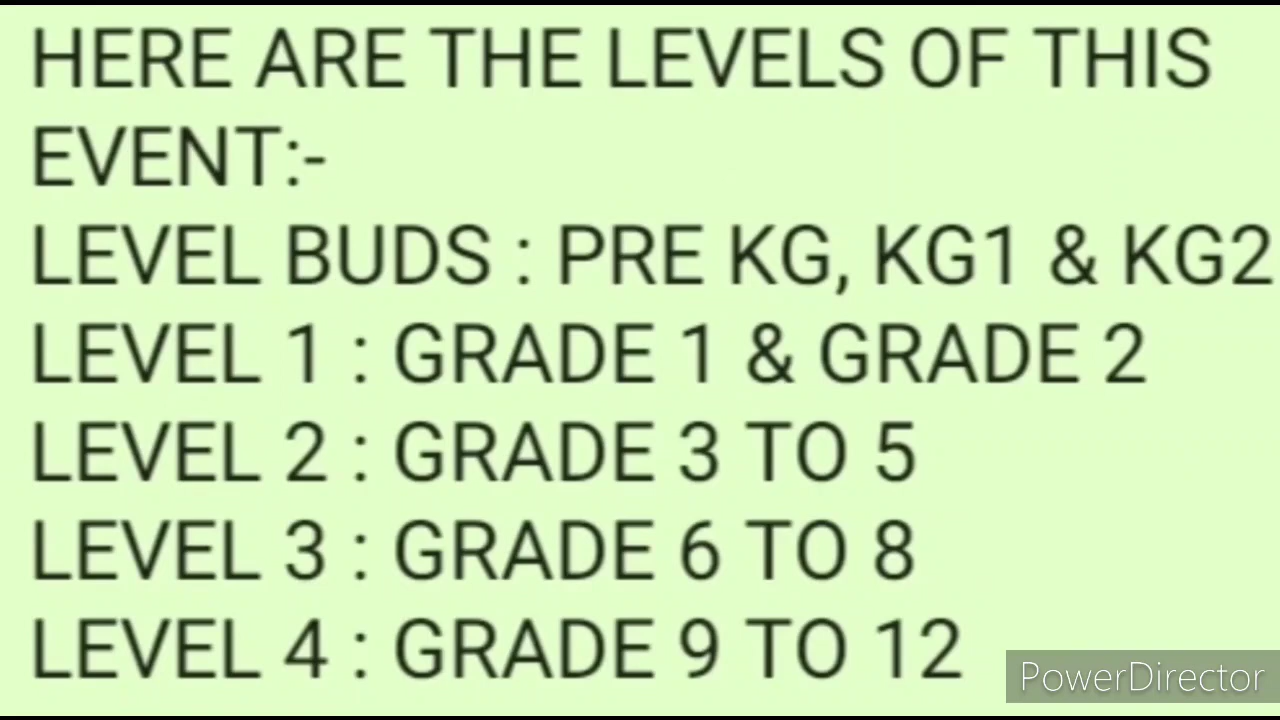 HERE ARE THE LEVELS OF THIS
EVENT:-
LEVEL BUDS : PRE KG, KG1 & KG2
LEVEL 1 : GRADE 1 & GRADE 2
LEVEL 2 : GRADE 3 TO 5
LEVEL 3 : GRADE 6 TO 8
LEVEL 4 : GRADE 9 TO 12
PowerDirector